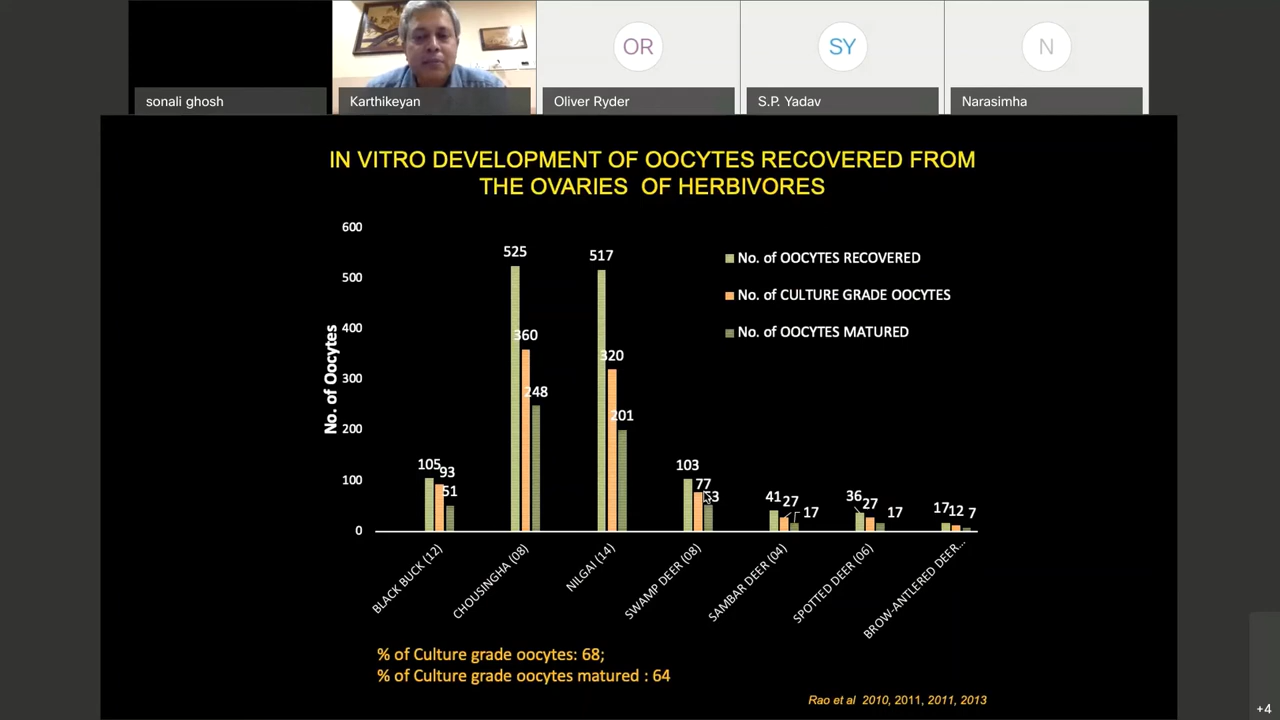 OR
SY
N
sonali ghosh
Karthikeyan
Oliver Ryder
S.P. Yadav
Narasimha
IN VITRO DEVELOPMENT OF OOCYTES RECOVERED FROM
THE OVARIES OF HERBIVORES
No. of Oocytes
600
500
400
300
200
100
0
525
517
360
320
248
201
105
93
51
103
77
41
27
17
36
27
17
17
12
7
No. of OOCYTES RECOVERED
No. of CULTURE GRADE OOCYTES
No. of OOCYTES MATURED
BLACK BUCK (12)
CHOUSINGHA (08)
NILGAI (14)
SWAMP DEER (08)
SAMBAR DEER (04)
SPOTTED DEER (06)
BROW-ANTLERED DEER...
% of Culture grade oocytes: 68;
% of Culture grade oocytes matured : 64
Rao et al 2010, 2011, 2011, 2013
+4